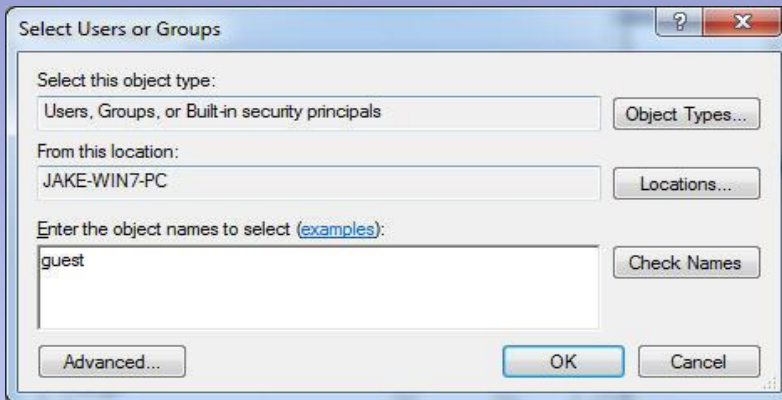 Select Users or Groups
?
X
Select this object type:
Users, Groups, or Built-in security principals
Object Types...
From this location:
JAKE-WIN7-PC
Locations...
Enter the object names to select (examples):
guest
Check Names
Advanced...
OK
Cancel